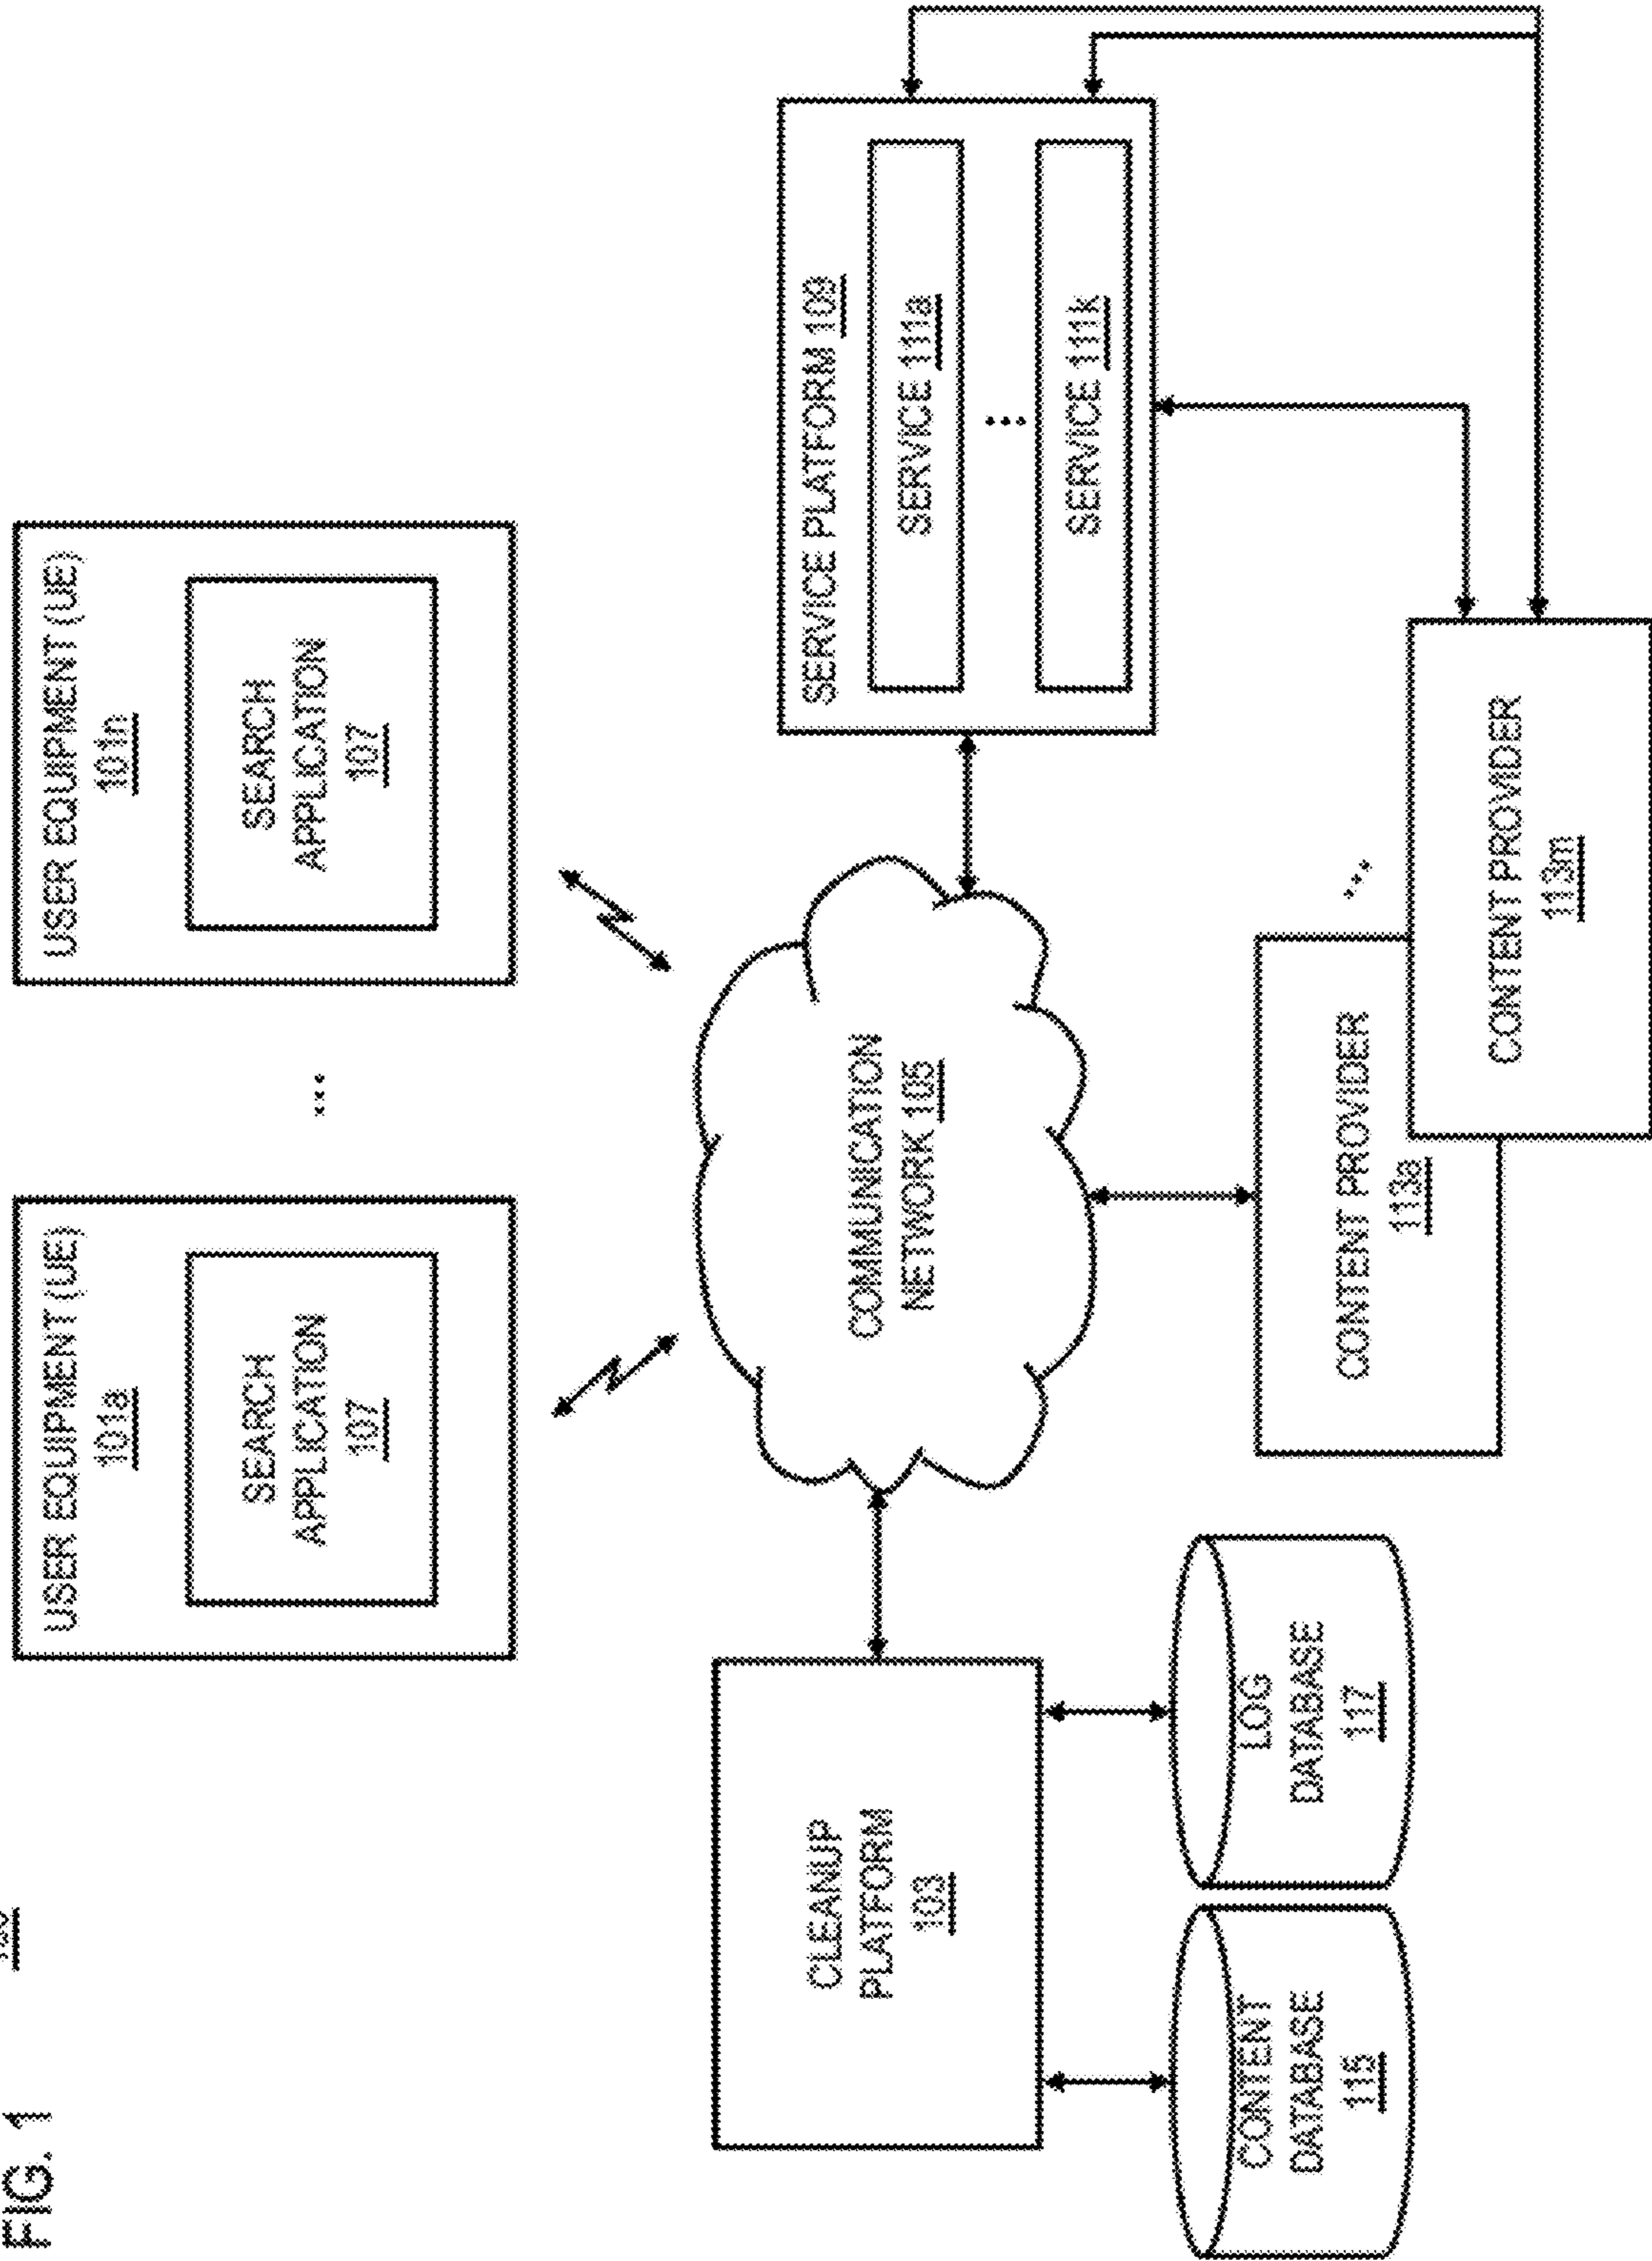 FIG. 1
USER EQUIPMENT (UE)
101a
SEARCH
APPLICATION
107
...
USER EQUIPMENT (UE)
101n
SEARCH
APPLICATION
107
CLEANUP
PLATFORM
103
COMMUNICATION
NETWORK 105
SERVICE PLATFORM 109
SERVICE 111a
...
SERVICE 111k
CONTENT
DATABASE
115
LOG
DATABASE
117
CONTENT PROVIDER
113a
...
CONTENT PROVIDER
113m